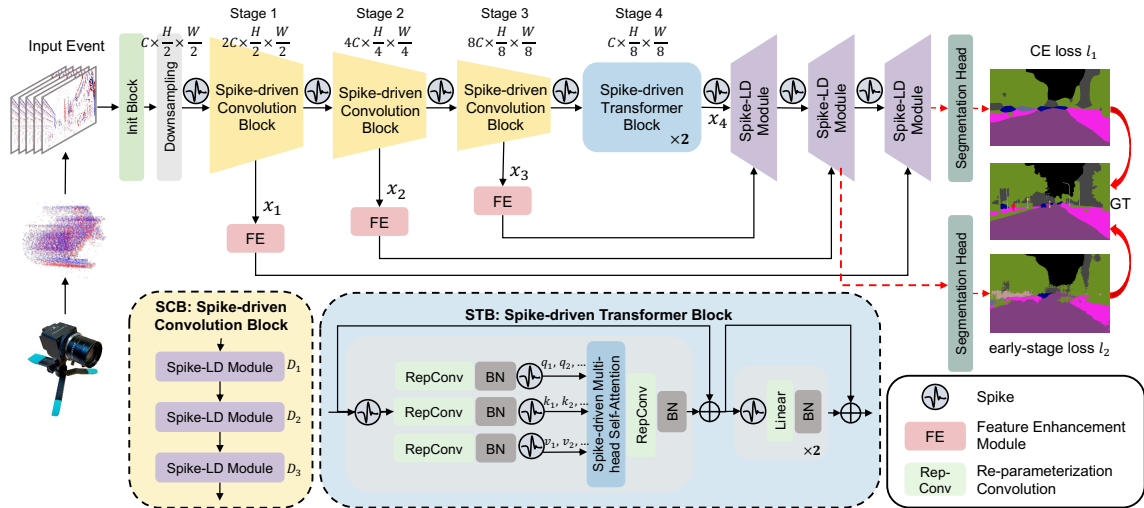 Stage 1
Stage 2
Stage 3
Stage 4
C × H/2 × W/2
2C × H/2 × W/2
4C × H/4 × W/4
8C × H/8 × W/8
C × H/8 × W/8
Input Event
Init Block
Downsampling
Spike-driven
Convolution
Block
Spike-driven
Convolution
Block
Spike-driven
Convolution
Block
Spike-driven
Transformer
Block
×2
x4
Spike-LD
Module
Spike-LD
Module
Spike-LD
Module
Segmentation Head
CE loss l1
x1
x2
x3
FE
FE
FE
GT
Segmentation Head
early-stage loss l2
SCB: Spike-driven
Convolution Block
Spike-LD Module D1
Spike-LD Module D2
Spike-LD Module D3
STB: Spike-driven Transformer Block
RepConv BN q1, q2, ...
RepConv BN k1, k2, ...
RepConv BN v1, v2, ...
Spike-driven Multi-
head Self-Attention
RepConv
BN
Linear
BN
×2
Spike
FE
Feature Enhancement
Module
Rep-
Conv
Re-parameterization
Convolution